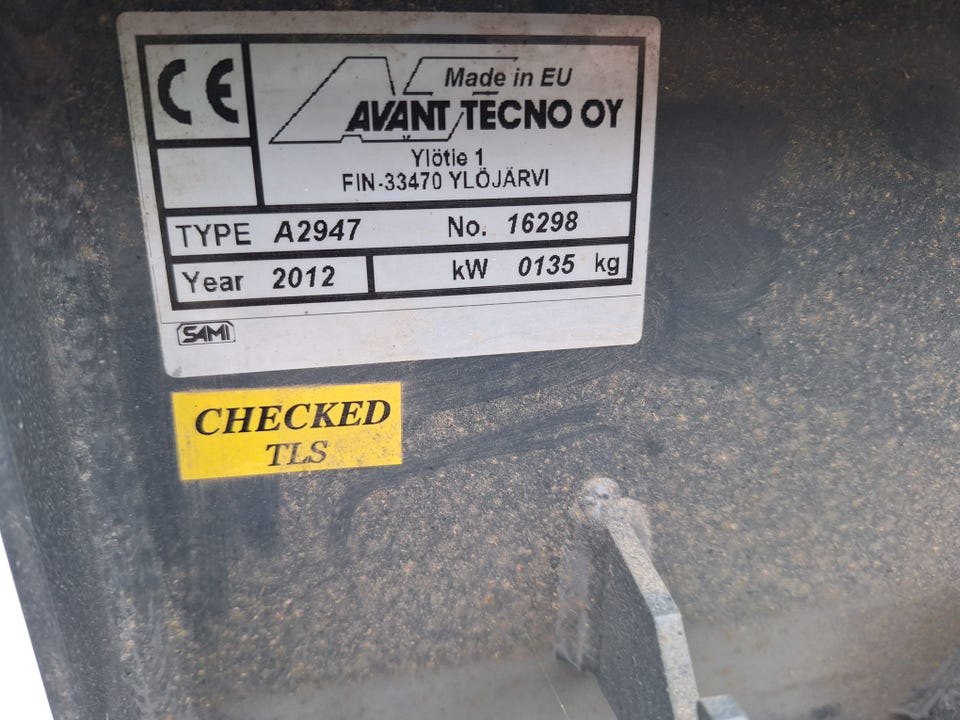 CE
Made in EU
AVANT TECNO OY
Ylötie 1
FIN-33470 YLÖJÄRVI
TYPE A2947 No. 16298
Year 2012 kW 0135 kg
SAMI
CHECKED
TLS